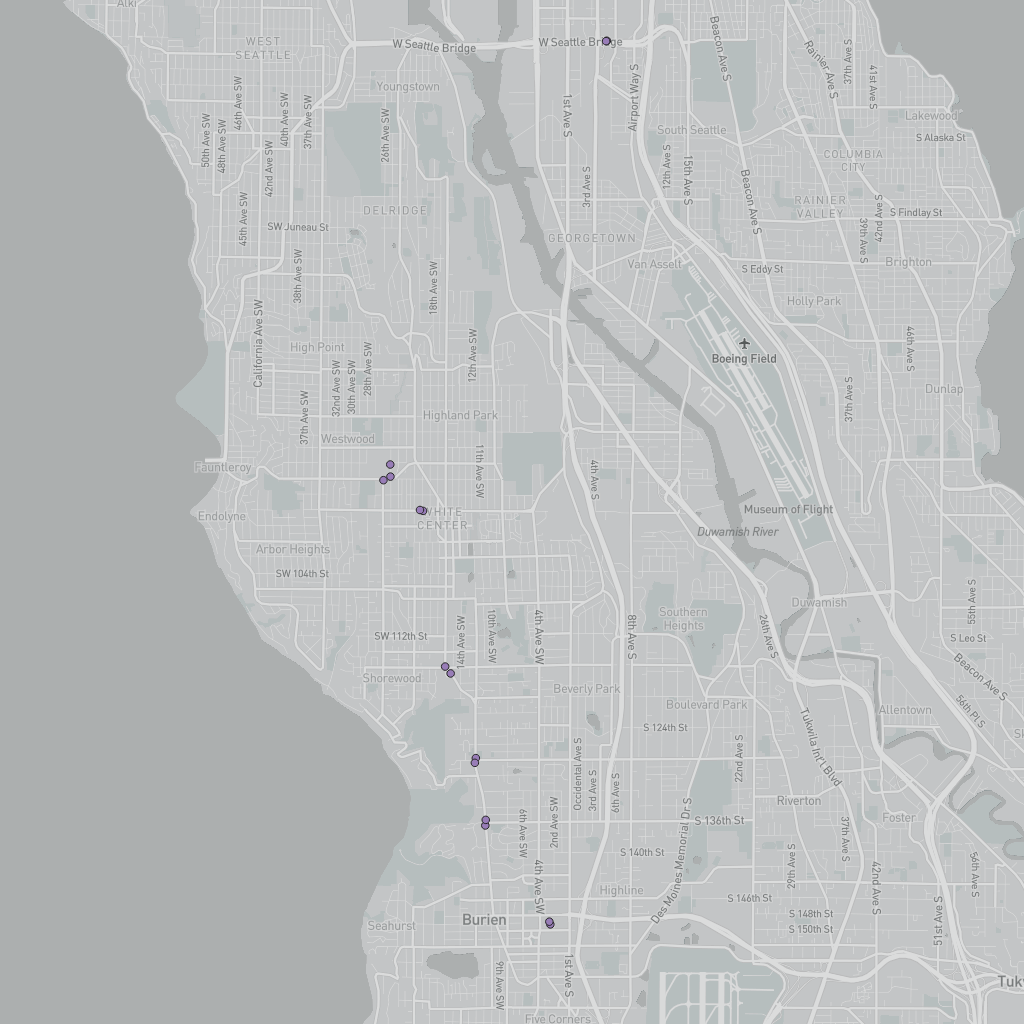 Alki
WEST
SEATTLE
W Seattle Bridge
W Seattle Bridge
Youngstown
Beacon Ave S
Rainier Ave S
37th Ave S
41st Ave S
Airport Way S
1st Ave S
46th Ave SW
50th Ave SW
48th Ave SW
40th Ave SW
37th Ave SW
42nd Ave SW
26th Ave SW
South Seattle
Lakewood
S Alaska St
COLUMBIA
CITY
12th Ave S
15th Ave S
3rd Ave S
Beacon Ave S
DELRIDGE
45th Ave SW
SW Juneau St
RAINIER
VALLEY
42nd Ave S
39th Ave S
S Findlay St
GEORGETOWN
Van Asselt
S Eddy St
Brighton
38th Ave SW
18th Ave SW
Holly Park
California Ave SW
High Point
12th Ave SW
Boeing Field
46th Ave S
32nd Ave SW
30th Ave SW
28th Ave SW
37th Ave SW
37th Ave S
Dunlap
Highland Park
Westwood
Fauntleroy
11th Ave SW
4th Ave S
Endolyne
WHITE
CENTER
Museum of Flight
Duwamish River
Arbor Heights
SW 104th St
Southern
Heights
Duwamish
55th Ave S
SW 112th St
14th Ave SW
10th Ave SW
4th Ave SW
8th Ave S
26th Ave S
S Leo St
Beacon Ave S
Shorewood
Beverly Park
Boulevard Park
Allentown
56th Pl S
Sk
S 124th St
22nd Ave S
Tukwila Int'l Blvd
Occidental Ave S
3rd Ave S
6th Ave S
Riverton
Foster
6th Ave SW
2nd Ave SW
S 136th St
37th Ave S
S 140th St
Des Moines Memorial Dr S
29th Ave S
42nd Ave S
56th Ave S
4th Ave SW
Highline
S 146th St
S 148th St
S 150th St
51st Ave S
Seahurst
Burien
9th Ave SW
1st Ave S
Five Corners
Tukw